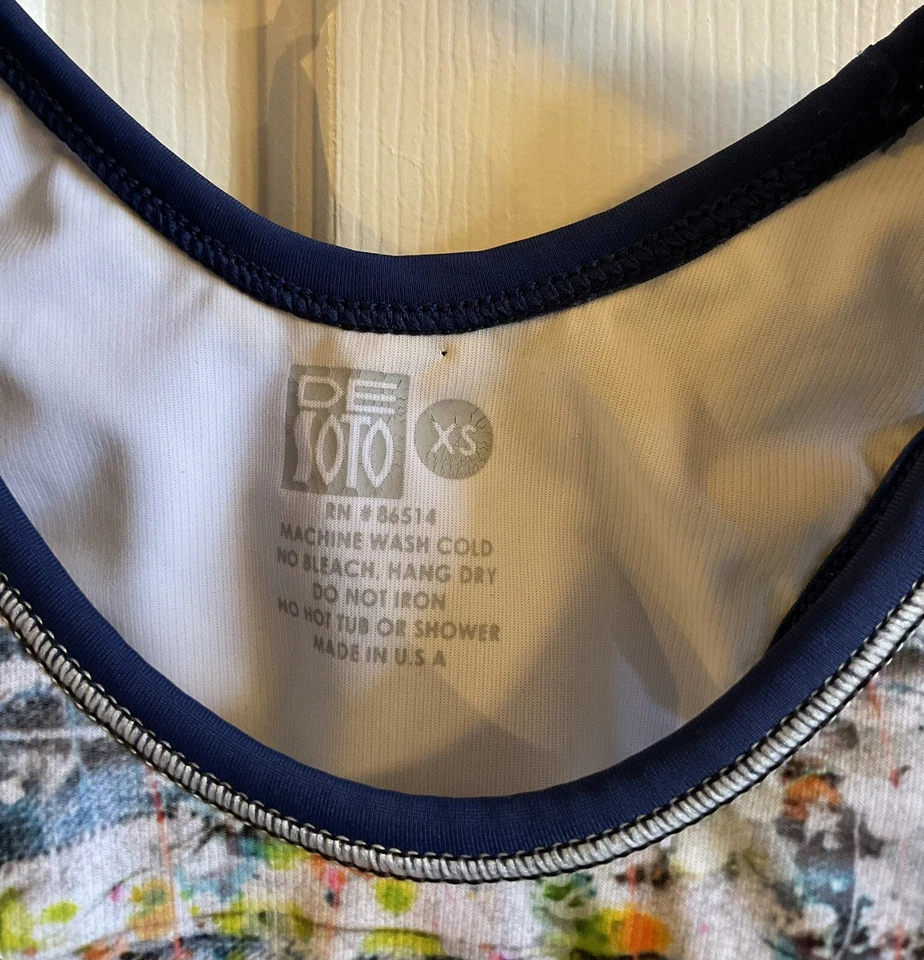 DE
SOTO
XS
RN # 86514
MACHINE WASH COLD
NO BLEACH, HANG DRY
DO NOT IRON
NO HOT TUB OR SHOWER
MADE IN U.S.A